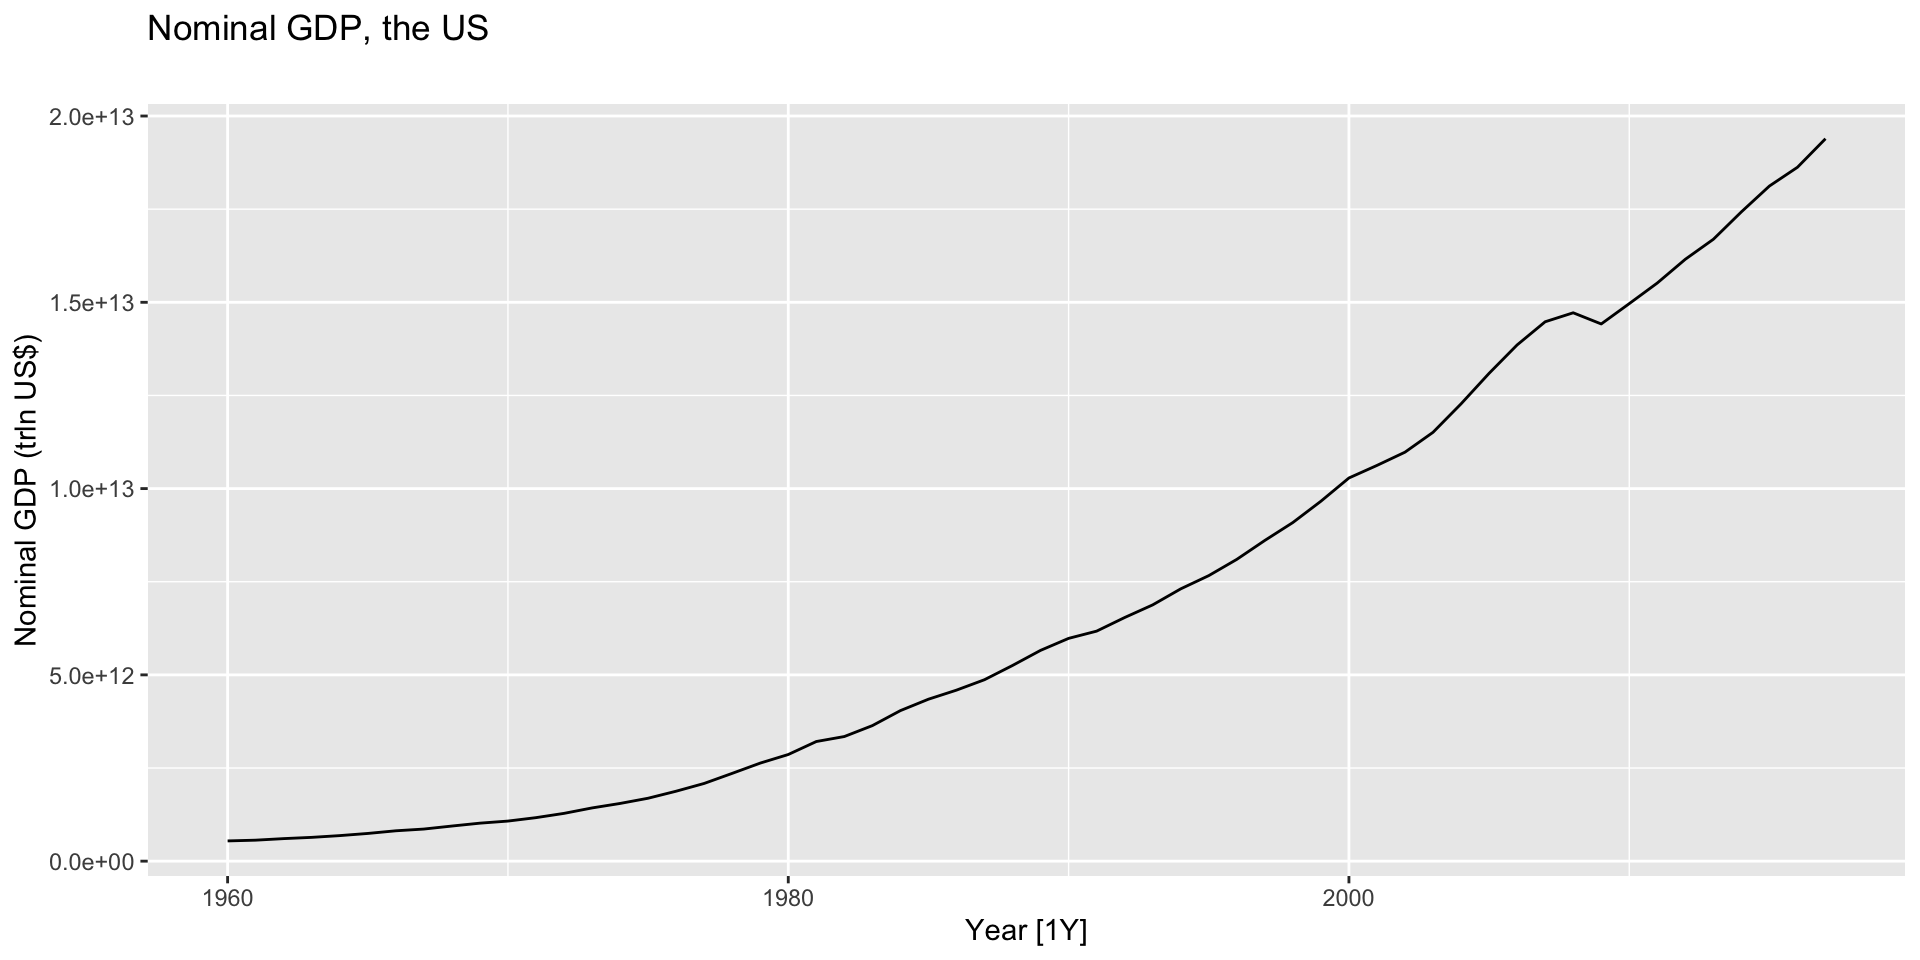 Nominal GDP, the US
Nominal GDP (trln US$)
2.0e+13
1.5e+13
1.0e+13
5.0e+12
0.0e+00
1960 1980 2000
Year [1Y]